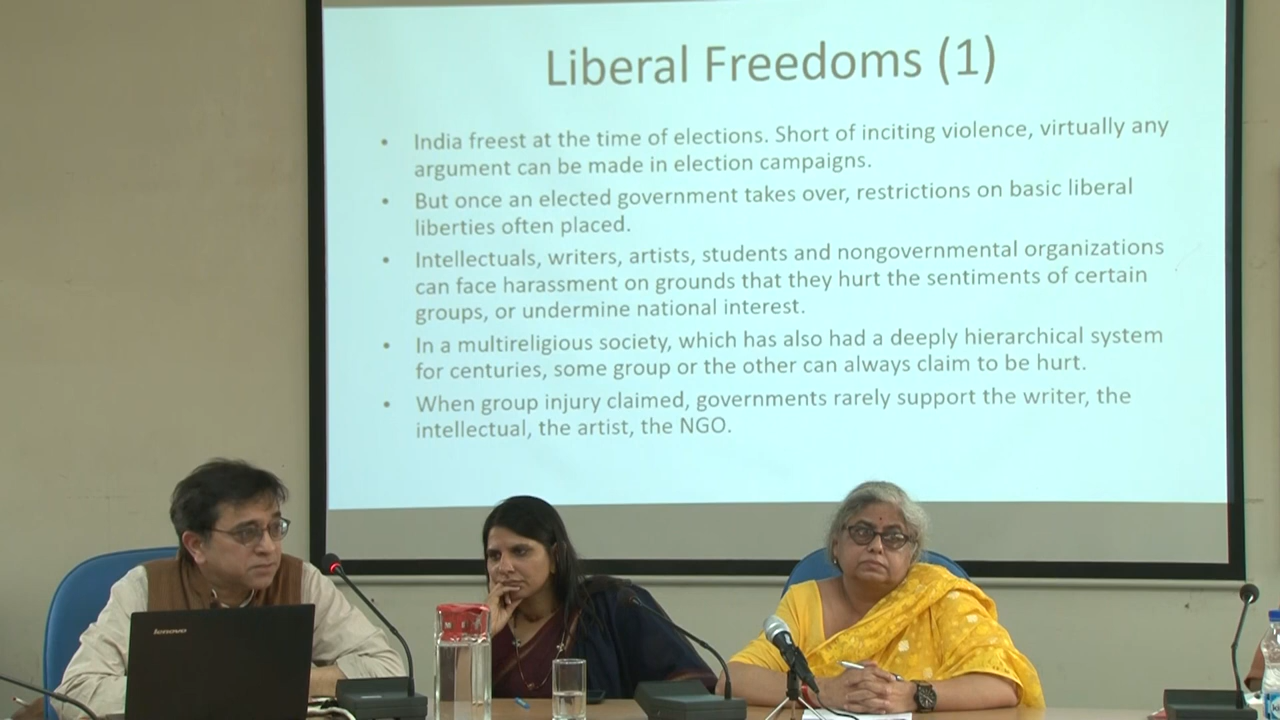 Liberal Freedoms (1)
• India freest at the time of elections. Short of inciting violence, virtually any
argument can be made in election campaigns.
• But once an elected government takes over, restrictions on basic liberal
liberties often placed.
• Intellectuals, writers, artists, students and nongovernmental organizations
can face harassment on grounds that they hurt the sentiments of certain
groups, or undermine national interest.
• In a multireligious society, which has also had a deeply hierarchical system
for centuries, some group or the other can always claim to be hurt.
• When group injury claimed, governments rarely support the writer, the
intellectual, the artist, the NGO.
lenovo